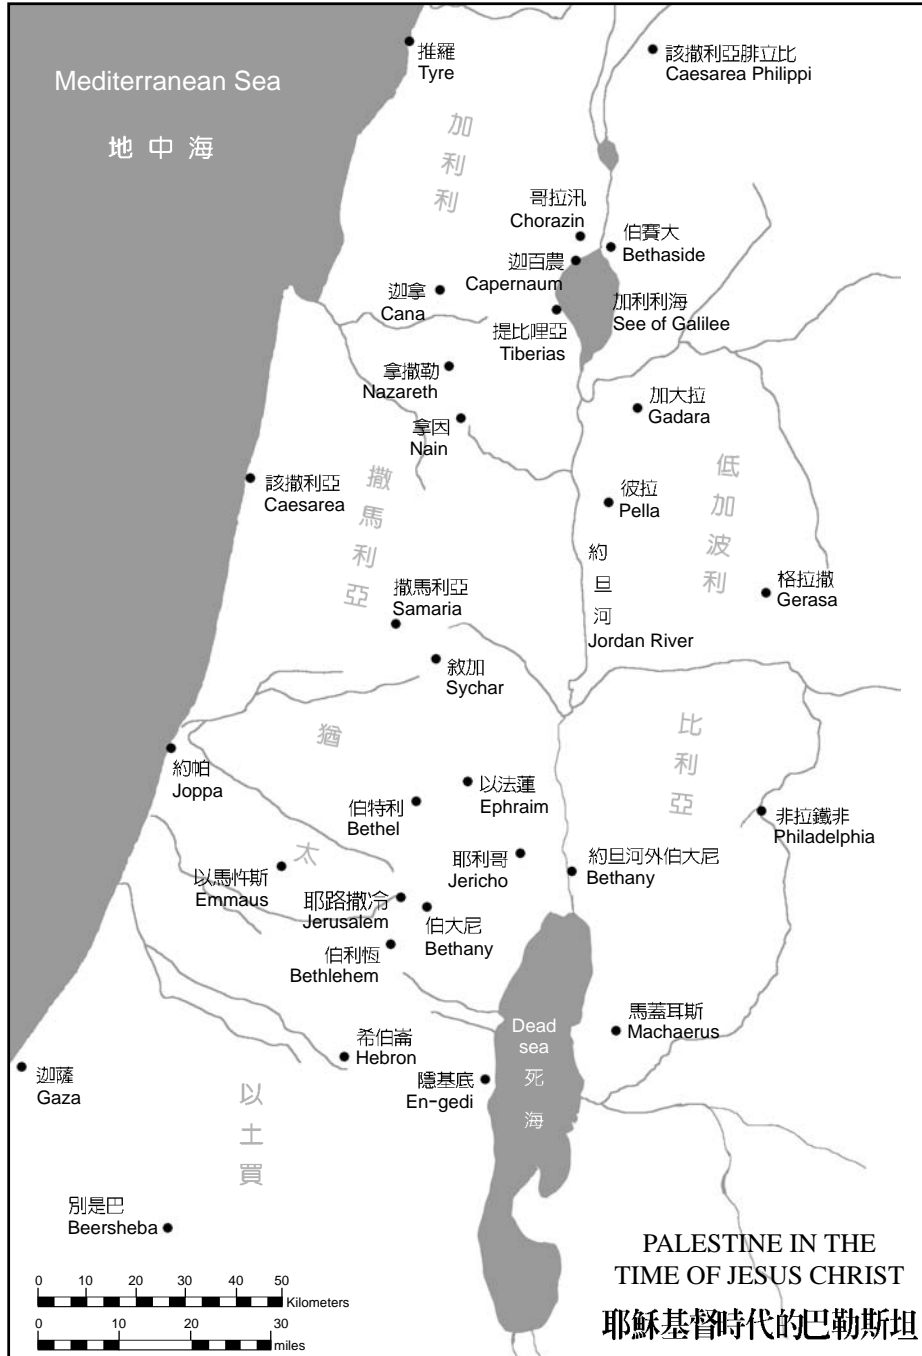 推羅
Tyre
該撒利亞腓立比
Caesarea Philippi
Mediterranean Sea
地中海
加利利
哥拉汛
Chorazin
伯賽大
Bethaside
迦百農
Capernaum
迦拿
Cana
加利利海
See of Galilee
提比哩亞
Tiberias
拿撒勒
Nazareth
加大拉
Gadara
拿因
Nain
低加波利
該撒利亞
Caesarea
撒馬利亞
彼拉
Pella
約旦河
Jordan River
撒馬利亞
Samaria
格拉撒
Gerasa
敘加
Sychar
猶太
比利亞
約帕
Joppa
以法蓮
Ephraim
伯特利
Bethel
非拉鐵非
Philadelphia
耶利哥
Jericho
約旦河外伯大尼
Bethany
以馬忤斯
Emmaus
耶路撒冷
Jerusalem
伯大尼
Bethany
伯利恆
Bethlehem
馬蓋耳斯
Machaerus
Dead
sea
死海
希伯崙
Hebron
隱基底
En-gedi
迦薩
Gaza
以土買
別是巴
Beersheba
PALESTINE IN THE
TIME OF JESUS CHRIST
耶穌基督時代的巴勒斯坦
0 10 20 30 40 50
Kilometers
0 10 20 30
miles